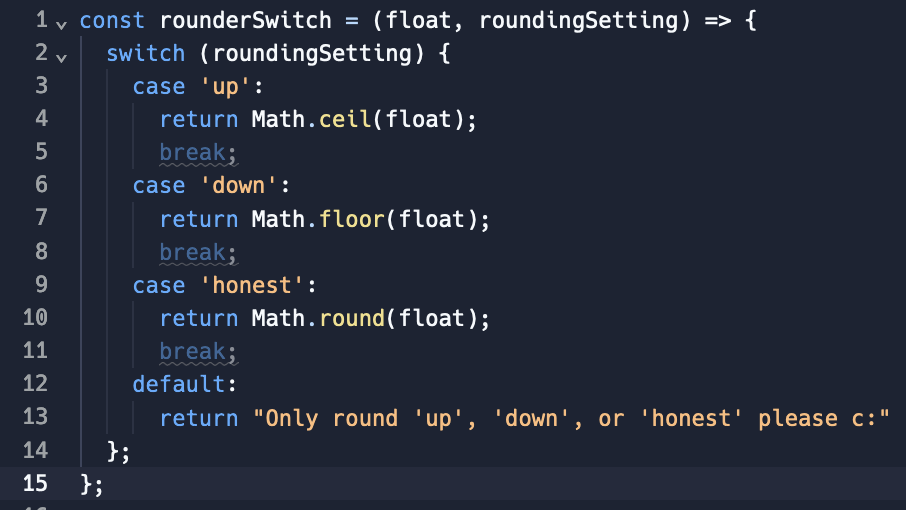 1 const rounderSwitch = (float, roundingSetting) => {
2 switch (roundingSetting) {
3 case 'up':
4 return Math.ceil(float);
5 break;
6 case 'down':
7 return Math.floor(float);
8 break;
9 case 'honest':
10 return Math.round(float);
11 break;
12 default:
13 return "Only round 'up', 'down', or 'honest' please c:"
14 };
15 };